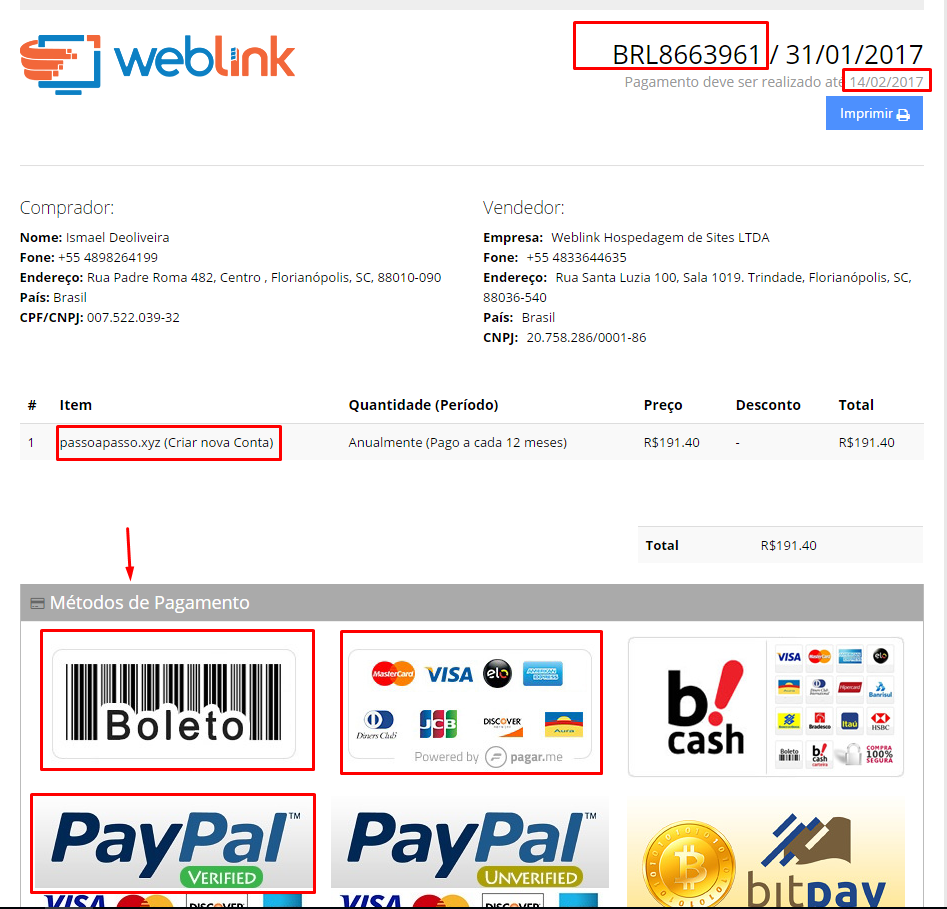 weblink
BRL8663961 / 31/01/2017
Pagamento deve ser realizado até 14/02/2017
Imprimir
Comprador:
Nome: Ismael Deoliveira
Fone: +55 4898264199
Endereço: Rua Padre Roma 482, Centro , Florianópolis, SC, 88010-090
País: Brasil
CPF/CNPJ: 007.522.039-32
Vendedor:
Empresa: Weblink Hospedagem de Sites LTDA
Fone: +55 4833644635
Endereço: Rua Santa Luzia 100, Sala 1019. Trindade, Florianópolis, SC,
88036-540
País: Brasil
CNPJ: 20.758.286/0001-86
# Item Quantidade (Período) Preço Desconto Total
1 passoapasso.xyz (Criar nova Conta) Anualmente (Pago a cada 12 meses) R$191.40 - R$191.40
Total R$191.40
Métodos de Pagamento
Boleto
MasterCard VISA elo AMERICAN EXPRESS
Diners Club JCB DISCOVER Aura
Powered by pagar.me
b! cash
VISA MasterCard elo
Hipercard Banrisul
Bradesco Itaú HSBC
Boleto b! cash COMPRA 100% SEGURA
PayPal™
VERIFIED
PayPal™
UNVERIFIED
bitpay
VISA DISCOVER
VISA DISCOVER